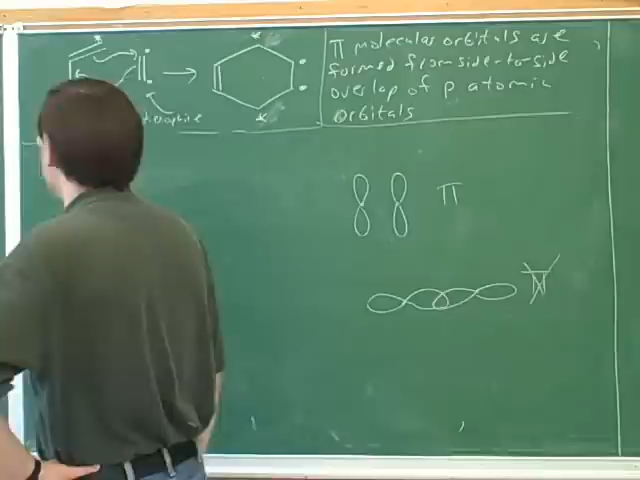 π molecular orbitals are
formed from side-to-side
overlap of p atomic
orbitals
π
π